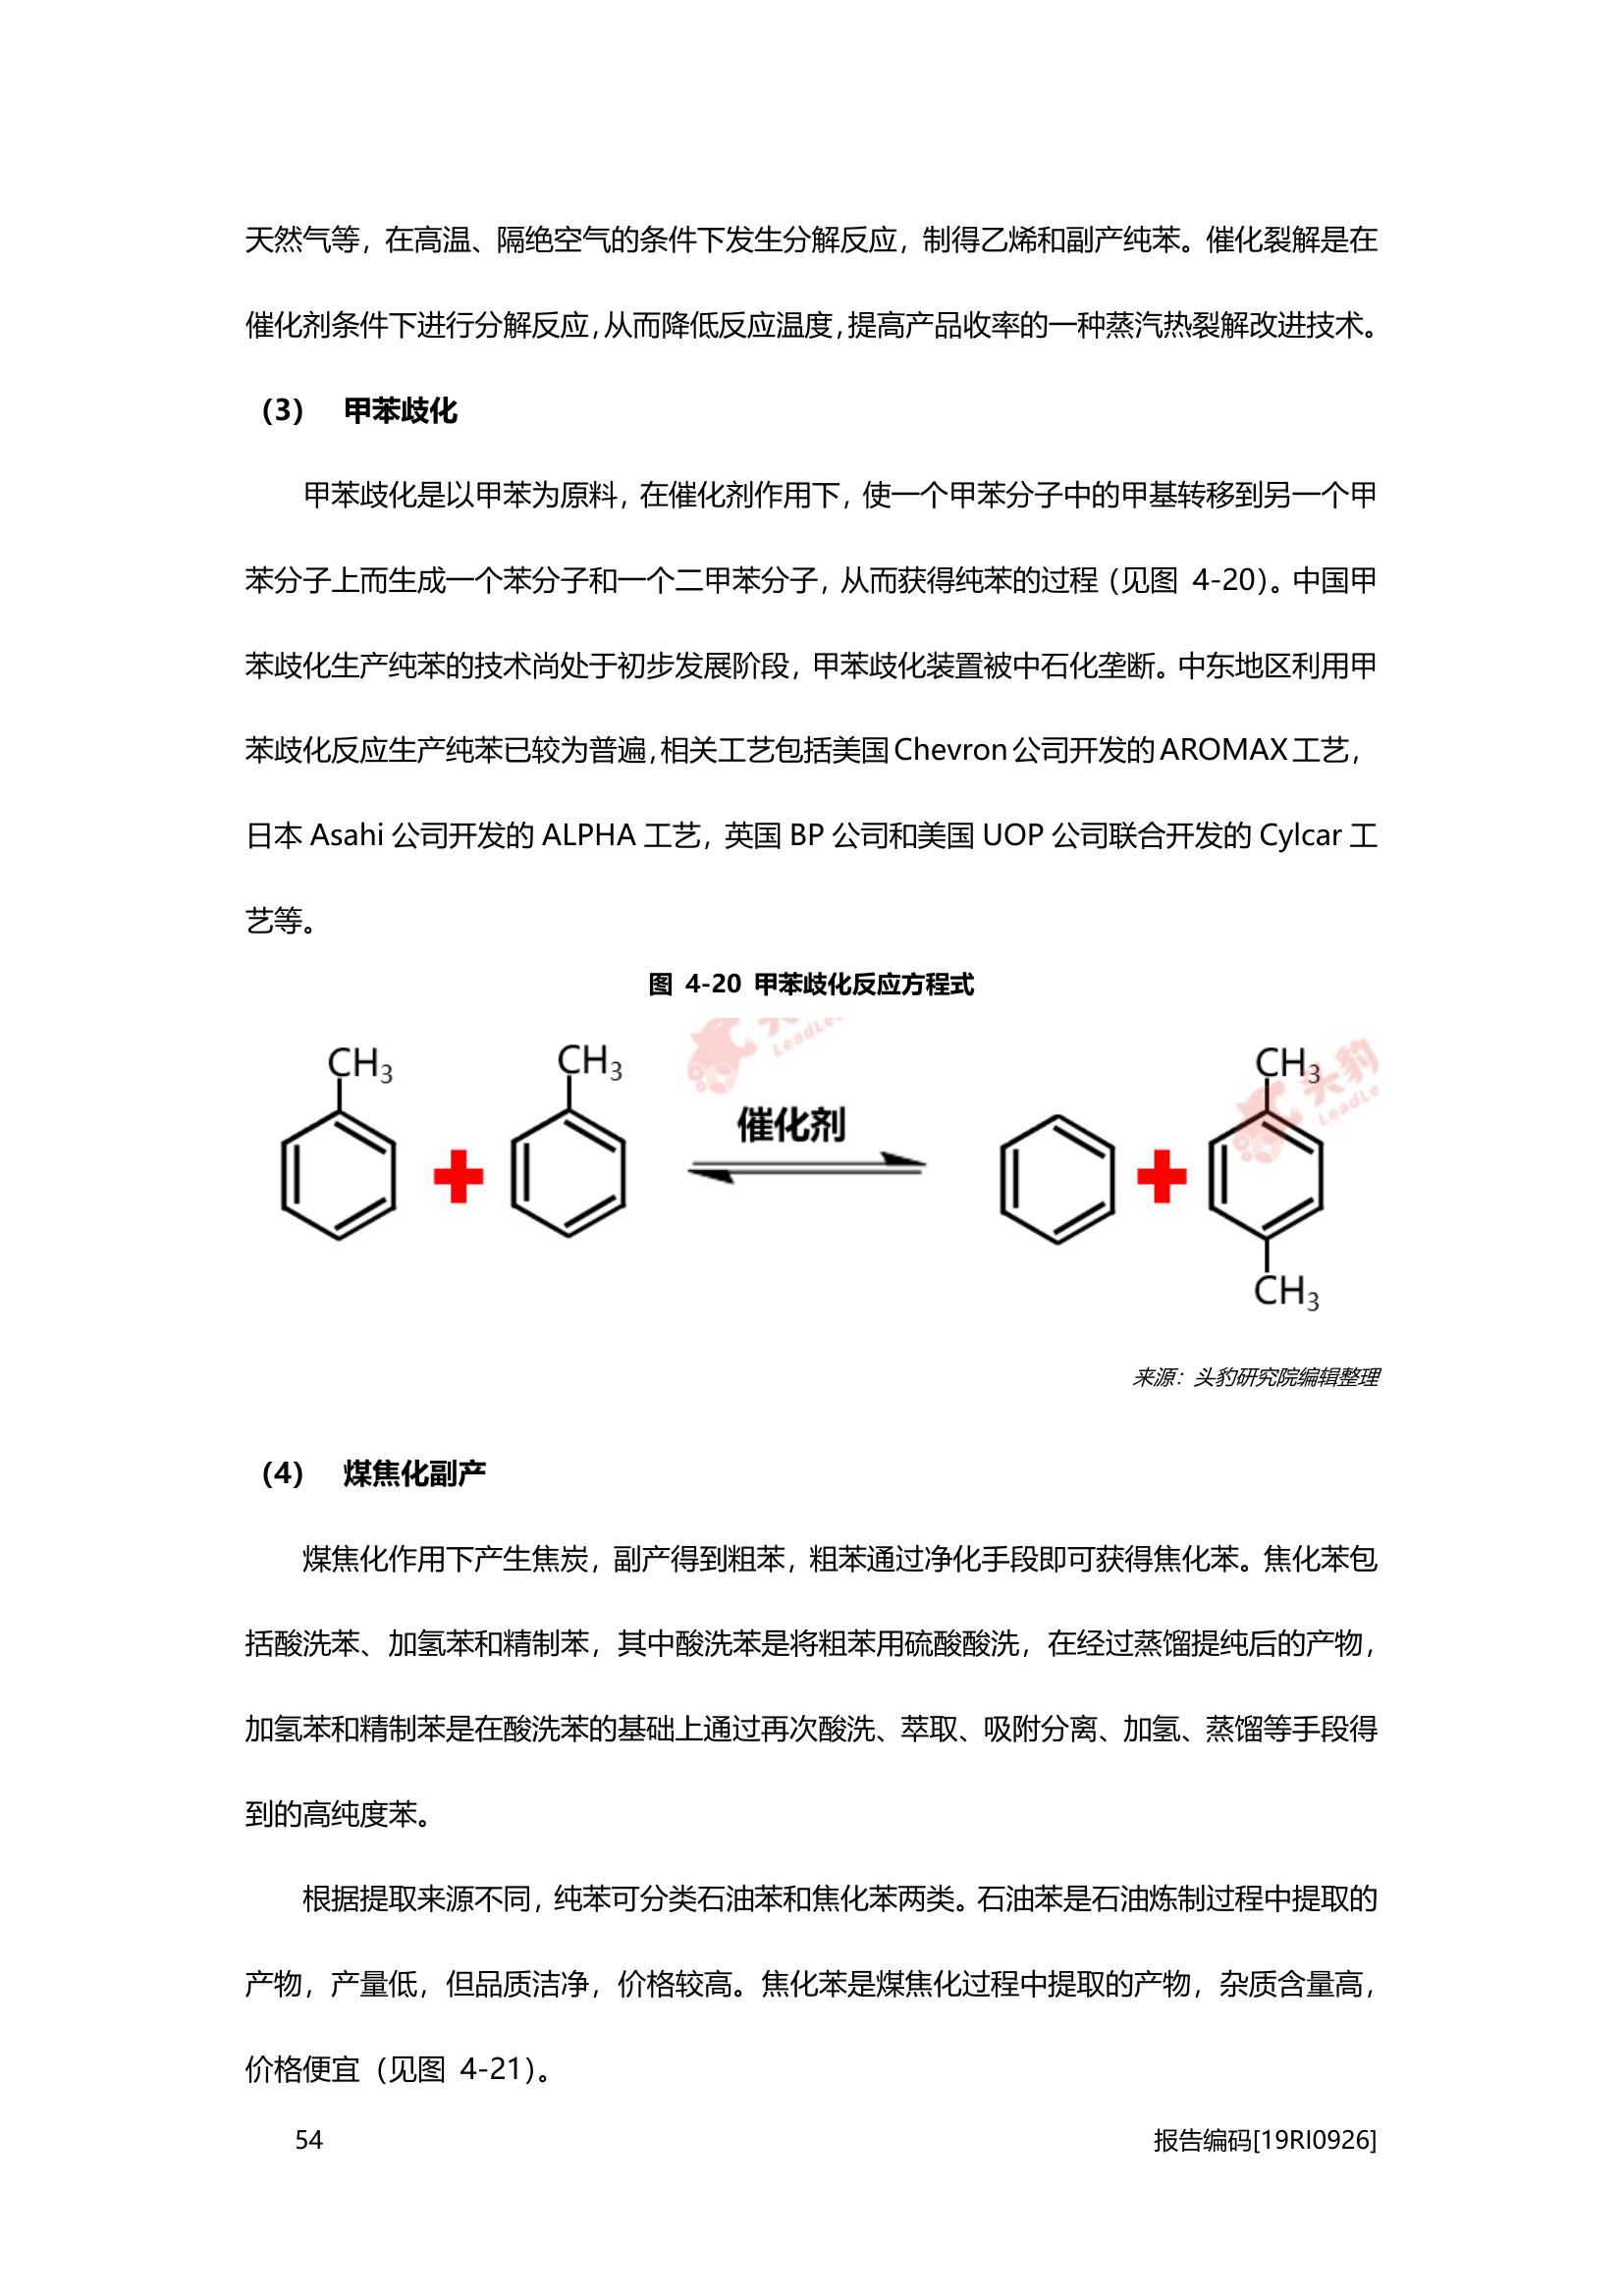 天然气等，在高温、隔绝空气的条件下发生分解反应，制得乙烯和副产纯苯。催化裂解是在
催化剂条件下进行分解反应，从而降低反应温度，提高产品收率的一种蒸汽热裂解改进技术。
（3） 甲苯歧化
甲苯歧化是以甲苯为原料，在催化剂作用下，使一个甲苯分子中的甲基转移到另一个甲
苯分子上而生成一个苯分子和一个二甲苯分子，从而获得纯苯的过程（见图 4-20）。中国甲
苯歧化生产纯苯的技术尚处于初步发展阶段，甲苯歧化装置被中石化垄断。中东地区利用甲
苯歧化反应生产纯苯已较为普遍，相关工艺包括美国 Chevron 公司开发的 AROMAX 工艺，
日本 Asahi 公司开发的 ALPHA 工艺，英国 BP 公司和美国 UOP 公司联合开发的 Cylcar 工
艺等。
图 4-20 甲苯歧化反应方程式
CH3 CH3 CH3
催化剂
CH3
头豹
来源：头豹研究院编辑整理
（4） 煤焦化副产
煤焦化作用下产生焦炭，副产得到粗苯，粗苯通过净化手段即可获得焦化苯。焦化苯包
括酸洗苯、加氢苯和精制苯，其中酸洗苯是将粗苯用硫酸酸洗，在经过蒸馏提纯后的产物，
加氢苯和精制苯是在酸洗苯的基础上通过再次酸洗、萃取、吸附分离、加氢、蒸馏等手段得
到的高纯度苯。
根据提取来源不同，纯苯可分类石油苯和焦化苯两类。石油苯是石油炼制过程中提取的
产物，产量低，但品质洁净，价格较高。焦化苯是煤焦化过程中提取的产物，杂质含量高，
价格便宜（见图 4-21）。
54 报告编码[19RI0926]